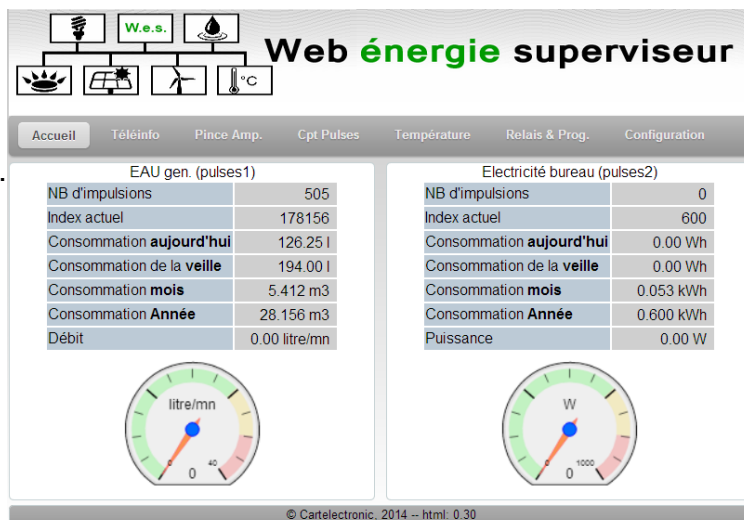 W.e.s.
°C
Web énergie superviseur
Accueil Téléinfo Pince Amp. Cpt Pulses Température Relais & Prog. Configuration
EAU gen. (pulses1)
NB d'impulsions 505
Index actuel 178156
Consommation aujourd'hui 126.25 l
Consommation de la veille 194.00 l
Consommation mois 5.412 m3
Consommation Année 28.156 m3
Débit 0.00 litre/mn
litre/mn
0 40
0
Electricité bureau (pulses2)
NB d'impulsions 0
Index actuel 600
Consommation aujourd'hui 0.00 Wh
Consommation de la veille 0.00 Wh
Consommation mois 0.053 kWh
Consommation Année 0.600 kWh
Puissance 0.00 W
W
0 1000
0
© Cartelectronic, 2014 -- html: 0.30